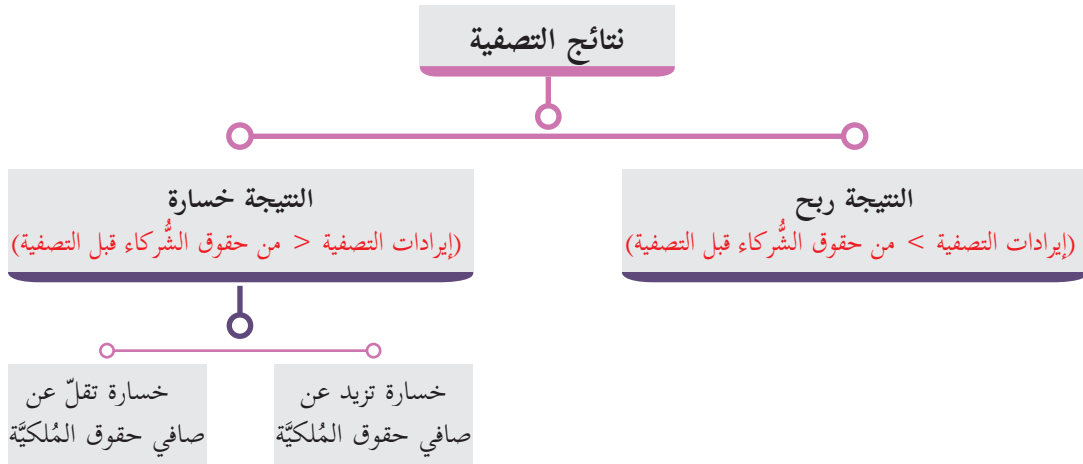 نتائج التصفية
النتيجة ربح
(إيرادات التصفية > من حقوق الشُّركاء قبل التصفية)
النتيجة خسارة
(إيرادات التصفية < من حقوق الشُّركاء قبل التصفية)
خسارة تزيد عن
صافي حقوق المُلكيَّة
خسارة تقلّ عن
صافي حقوق المُلكيَّة